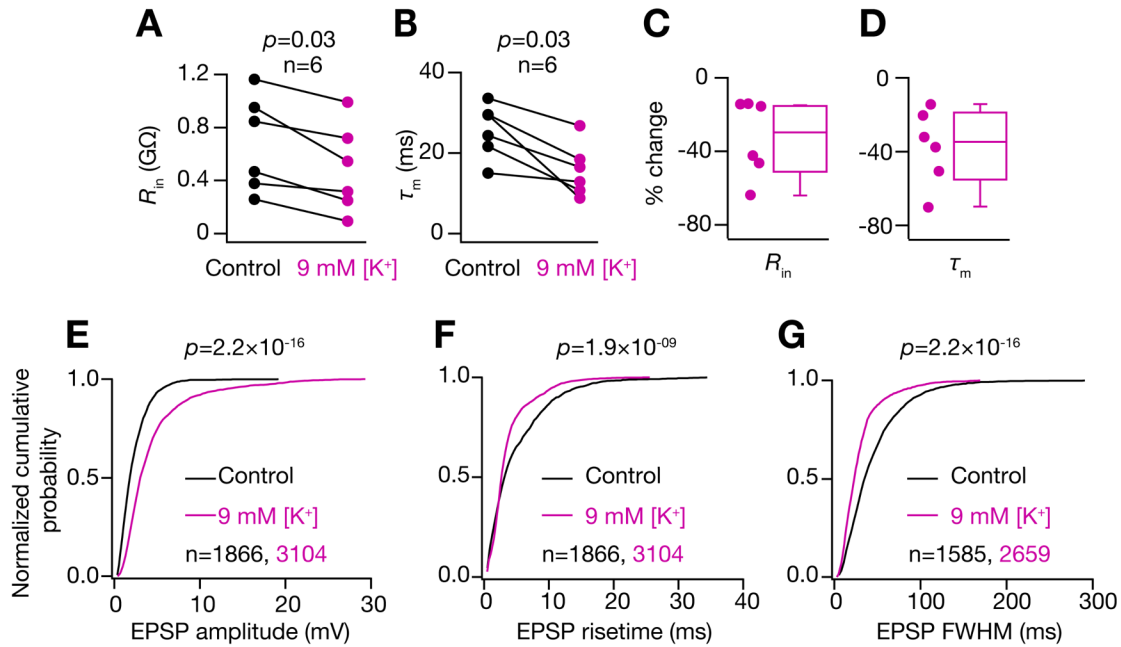 A
p=0.03
n=6
1.2
0.8
0.4
0
Rin (GΩ)
Control 9 mM [K+]
B
p=0.03
n=6
40
20
0
τm (ms)
Control 9 mM [K+]
C
0
-40
-80
% change
Rin
D
0
-40
-80
τm
E
p=2.2×10-16
1.0
0.5
0.0
Normalized cumulative
probability
Control
9 mM [K+]
n=1866, 3104
0 10 20 30
EPSP amplitude (mV)
F
p=1.9×10-09
1.0
0.5
0.0
Control
9 mM [K+]
n=1866, 3104
0 10 20 30 40
EPSP risetime (ms)
G
p=2.2×10-16
1.0
0.5
0.0
Control
9 mM [K+]
n=1585, 2659
0 100 200 300
EPSP FWHM (ms)